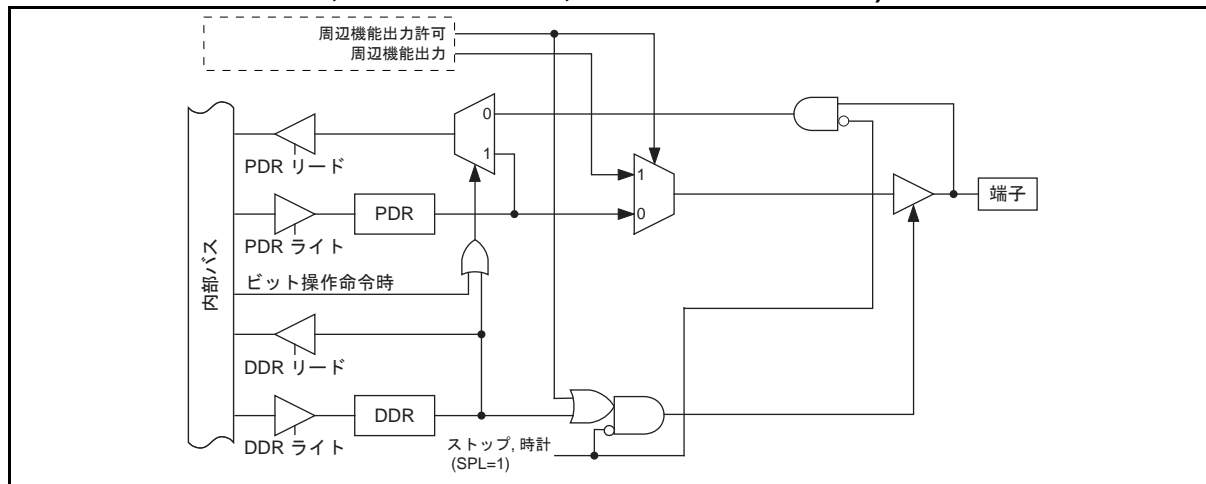 周辺機能出力許可
周辺機能出力
0
1
PDR リード
1
0
PDR
端子
PDR ライト
内部バス
ビット操作命令時
DDR リード
DDR
ストップ, 時計
(SPL=1)
DDR ライト